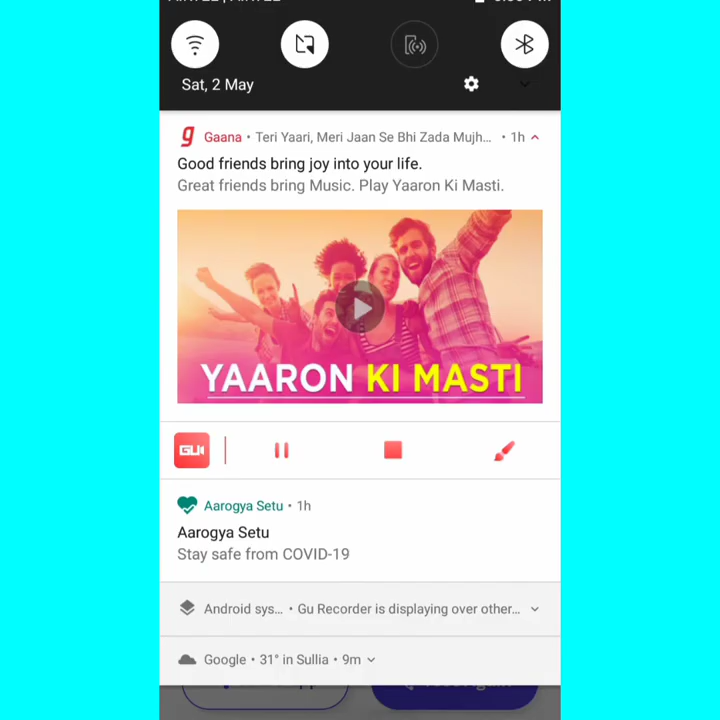 Sat, 2 May
Gaana • Teri Yaari, Meri Jaan Se Bhi Zada Mujh... • 1h
Good friends bring joy into your life.
Great friends bring Music. Play Yaaron Ki Masti.
YAARON KI MASTI
GU
Aarogya Setu • 1h
Aarogya Setu
Stay safe from COVID-19
Android sys... • Gu Recorder is displaying over other...
Google • 31° in Sullia • 9m